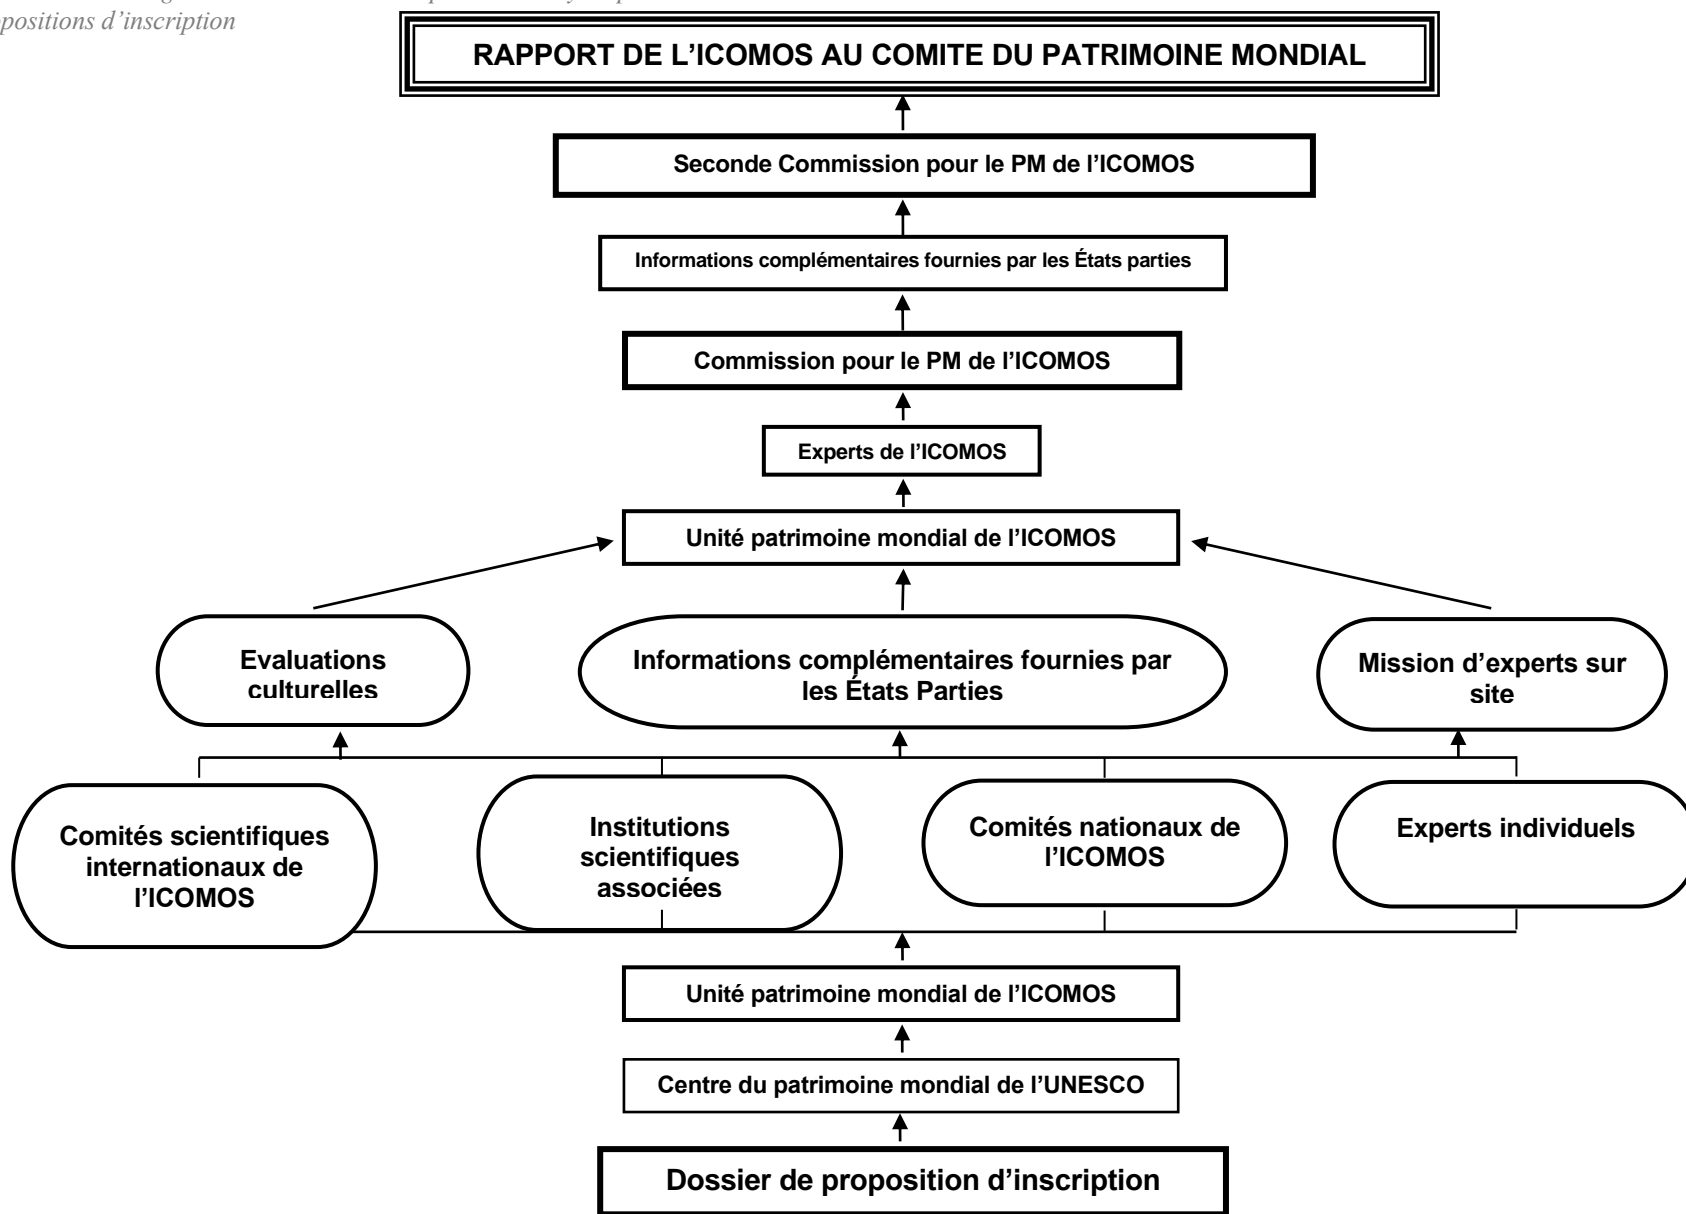 positions d’inscription
RAPPORT DE L’ICOMOS AU COMITE DU PATRIMOINE MONDIAL
Seconde Commission pour le PM de l’ICOMOS
Informations complémentaires fournies par les États parties
Commission pour le PM de l’ICOMOS
Experts de l’ICOMOS
Unité patrimoine mondial de l’ICOMOS
Evaluations
culturelles
Informations complémentaires fournies par
les États Parties
Mission d’experts sur
site
Comités scientifiques
internationaux de
l’ICOMOS
Institutions
scientifiques
associées
Comités nationaux de
l’ICOMOS
Experts individuels
Unité patrimoine mondial de l’ICOMOS
Centre du patrimoine mondial de l’UNESCO
Dossier de proposition d’inscription